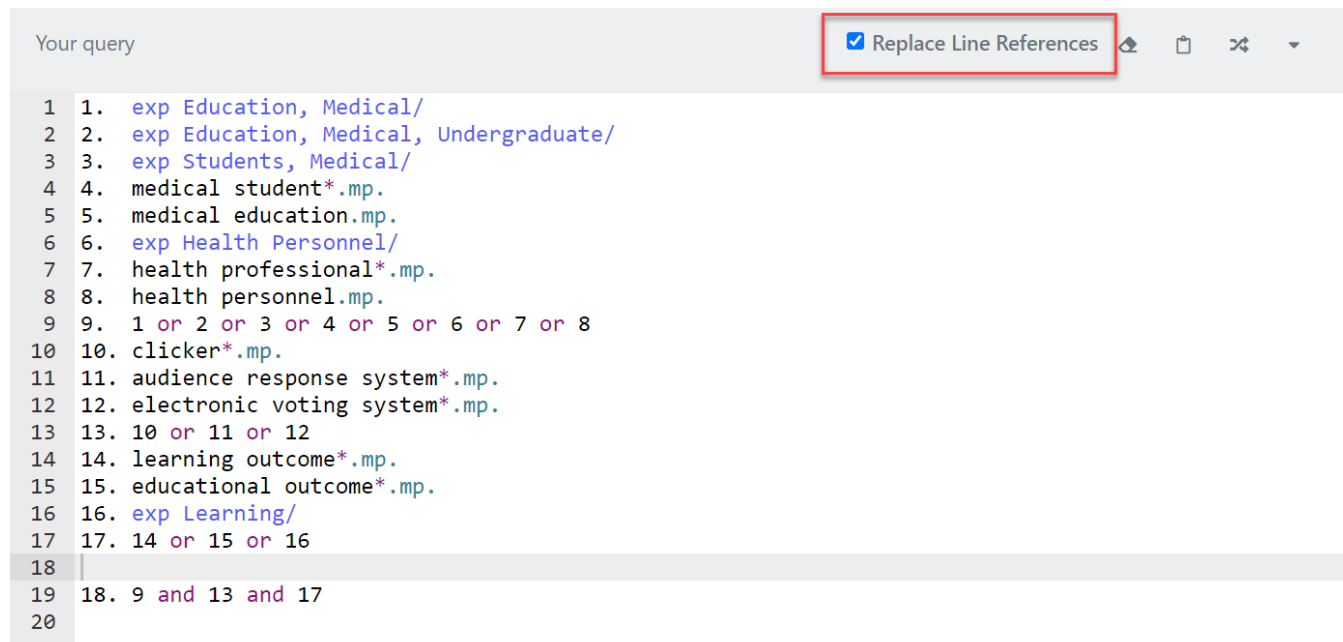 Your query Replace Line References
1 1. exp Education, Medical/
2 2. exp Education, Medical, Undergraduate/
3 3. exp Students, Medical/
4 4. medical student*.mp.
5 5. medical education.mp.
6 6. exp Health Personnel/
7 7. health professional*.mp.
8 8. health personnel.mp.
9 9. 1 or 2 or 3 or 4 or 5 or 6 or 7 or 8
10 10. clicker*.mp.
11 11. audience response system*.mp.
12 12. electronic voting system*.mp.
13 13. 10 or 11 or 12
14 14. learning outcome*.mp.
15 15. educational outcome*.mp.
16 16. exp Learning/
17 17. 14 or 15 or 16
18
19 18. 9 and 13 and 17
20